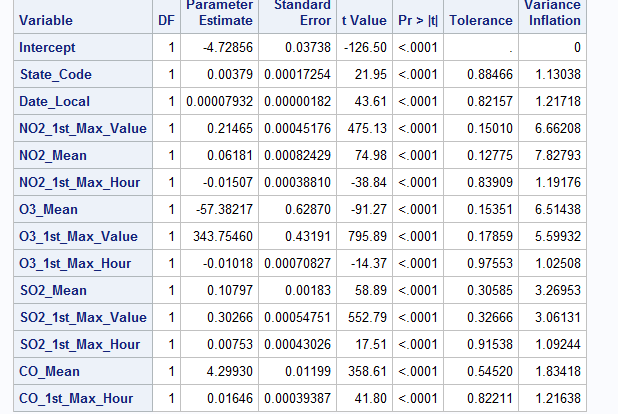 Parameter Standard Variance
Variable DF Estimate Error t Value Pr > |t| Tolerance Inflation
Intercept 1 -4.72856 0.03738 -126.50 <.0001 . 0
State_Code 1 0.00379 0.00017254 21.95 <.0001 0.88466 1.13038
Date_Local 1 0.00007932 0.00000182 43.61 <.0001 0.82157 1.21718
NO2_1st_Max_Value 1 0.21465 0.00045176 475.13 <.0001 0.15010 6.66208
NO2_Mean 1 0.06181 0.00082429 74.98 <.0001 0.12775 7.82793
NO2_1st_Max_Hour 1 -0.01507 0.00038810 -38.84 <.0001 0.83909 1.19176
O3_Mean 1 -57.38217 0.62870 -91.27 <.0001 0.15351 6.51438
O3_1st_Max_Value 1 343.75460 0.43191 795.89 <.0001 0.17859 5.59932
O3_1st_Max_Hour 1 -0.01018 0.00070827 -14.37 <.0001 0.97553 1.02508
SO2_Mean 1 0.10797 0.00183 58.89 <.0001 0.30585 3.26953
SO2_1st_Max_Value 1 0.30266 0.00054751 552.79 <.0001 0.32666 3.06131
SO2_1st_Max_Hour 1 0.00753 0.00043026 17.51 <.0001 0.91538 1.09244
CO_Mean 1 4.29930 0.01199 358.61 <.0001 0.54520 1.83418
CO_1st_Max_Hour 1 0.01646 0.00039387 41.80 <.0001 0.82211 1.21638